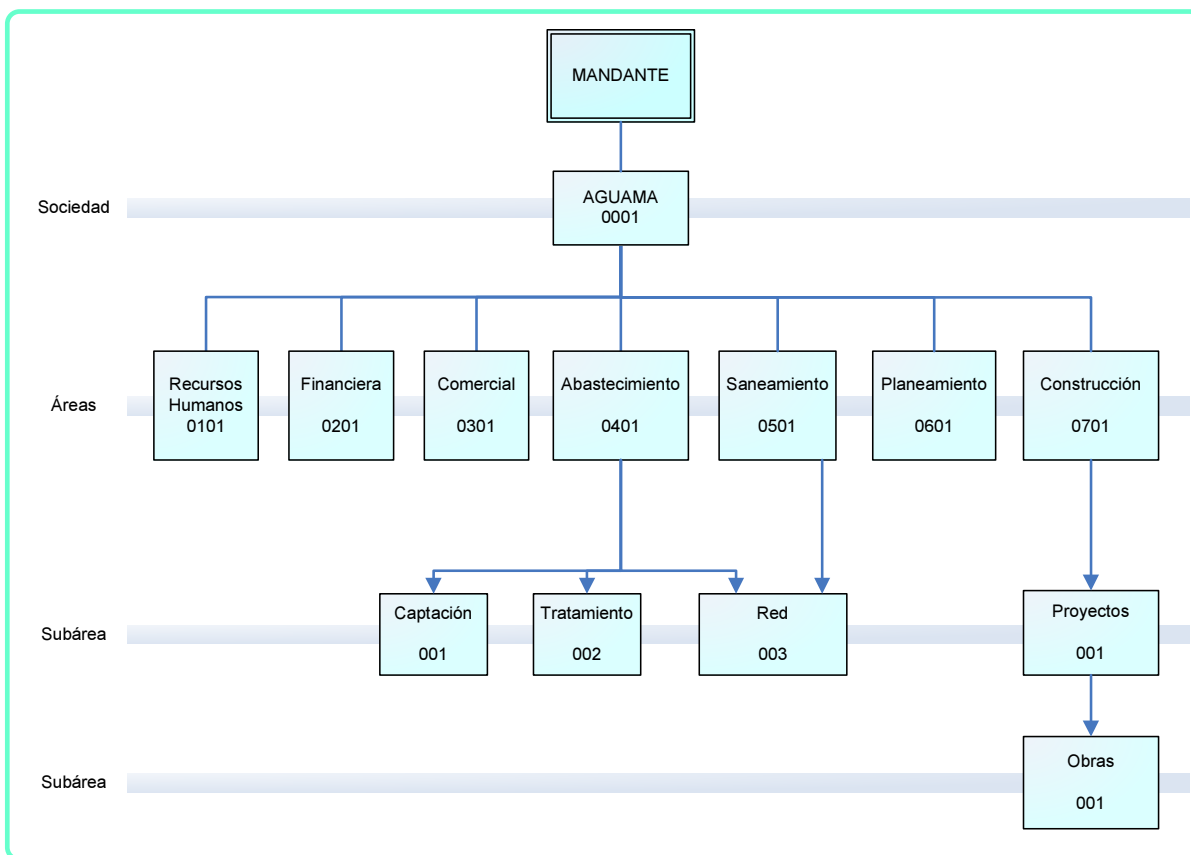 MANDANTE
Sociedad
AGUAMA
0001
Áreas
Recursos
Humanos
0101
Financiera
0201
Comercial
0301
Abastecimiento
0401
Saneamiento
0501
Planeamiento
0601
Construcción
0701
Subárea
Captación
001
Tratamiento
002
Red
003
Proyectos
001
Subárea
Obras
001